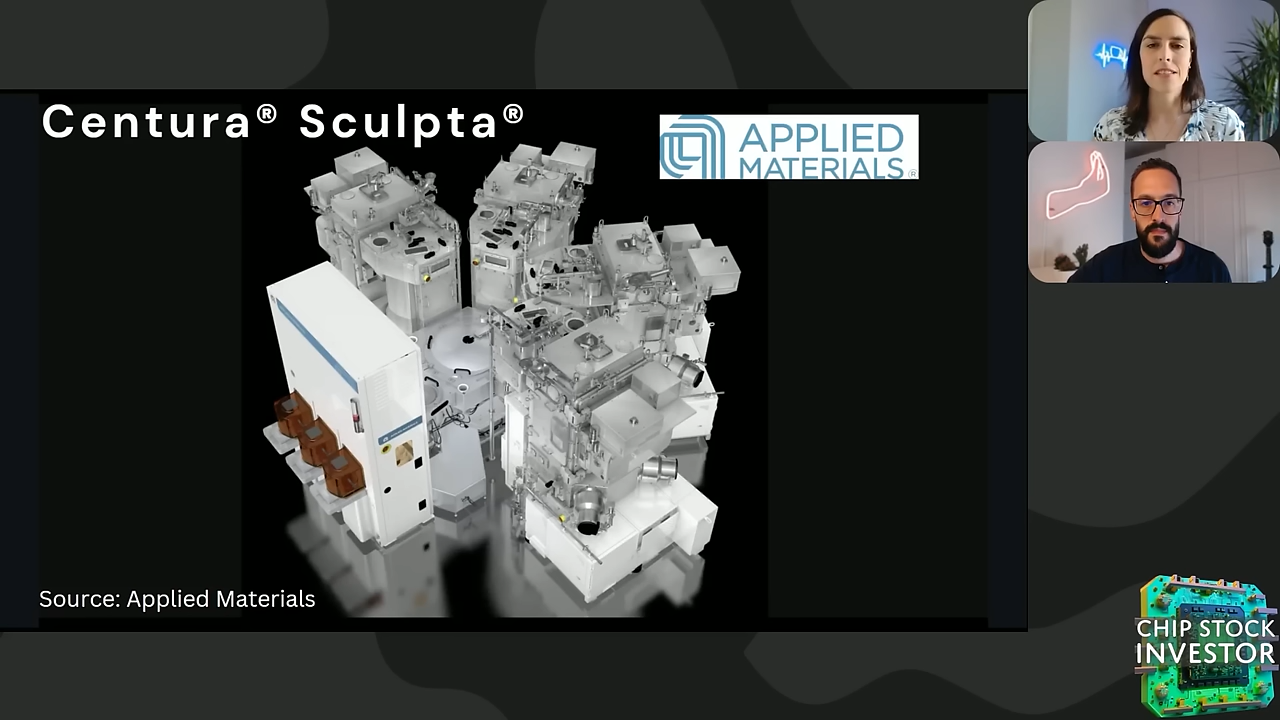 Centura® Sculpta®
APPLIED
MATERIALS®
Source: Applied Materials
CHIP STOCK
INVESTOR